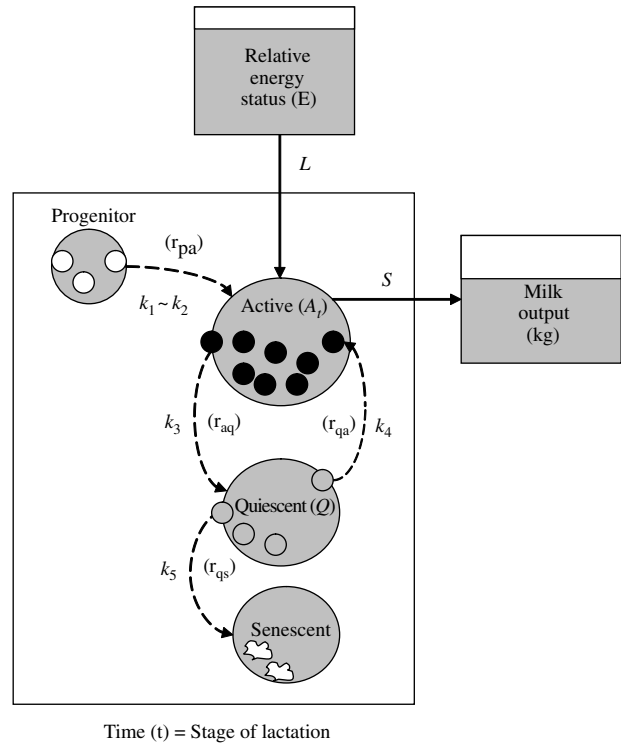 Relative
energy
status (E)
L
Progenitor
(r_pa)
k_1 ~ k_2
Active (A_t)
S
Milk
output
(kg)
k_3
(r_aq)
(r_qa)
k_4
Quiescent (Q)
k_5
(r_qs)
Senescent
Time (t) = Stage of lactation